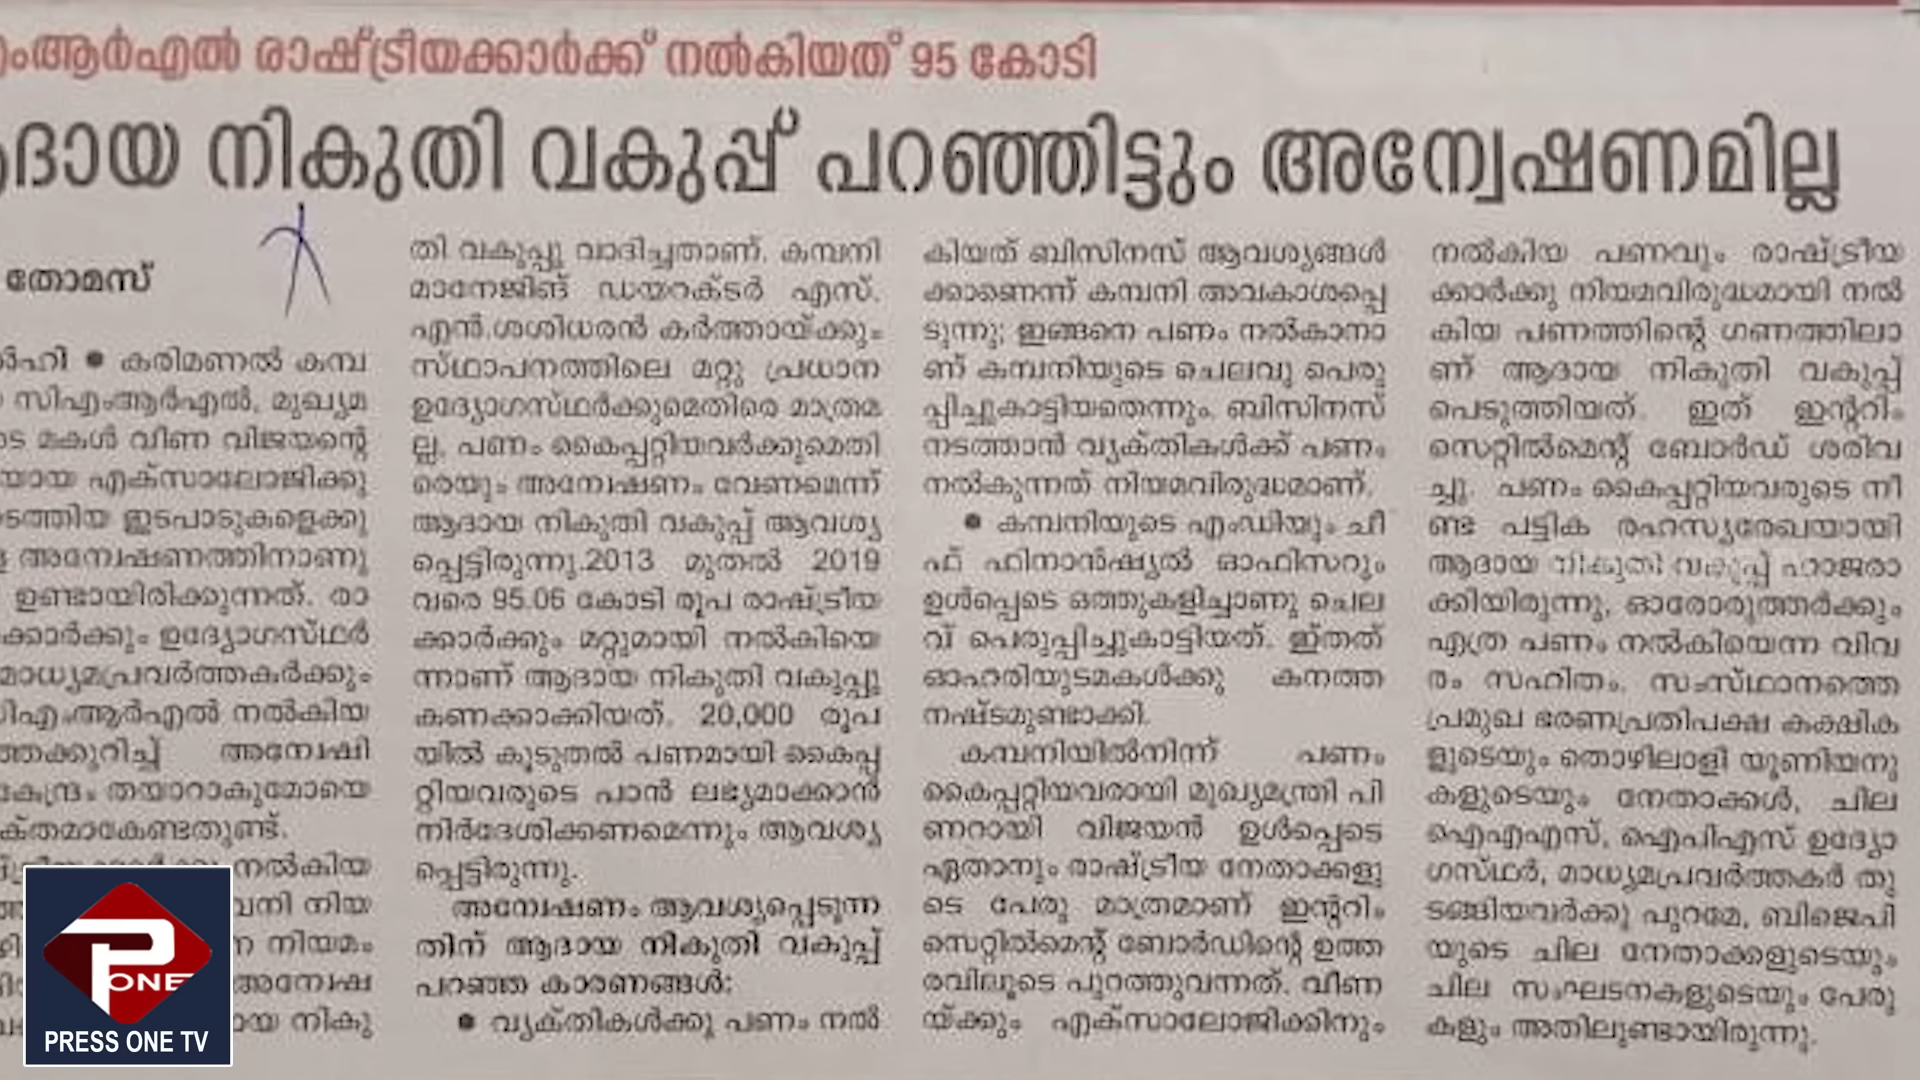 രാഷ്ട്രീയക്കാർക്ക് നൽകിയത് 95 കോടി
നികുതി വകുപ്പ് പറഞ്ഞിട്ടും അന്വേഷണമില്ല
തോമസ്
● കരിമണൽ കമ്പ
സിഎംആർഎൽ, മുഖ്യമ
മകൾ വീണ വിജയന്റെ
എക്സാലോജിക്കു
ഇടപാടുകളെക്കു
അന്വേഷണത്തിനാണു
ഉണ്ടായിരിക്കുന്നത്. രാ
ക്കാർക്കും ഉദ്യോഗസ്ഥർ
മാധ്യമപ്രവർത്തകർക്കും
നൽകിയ
അന്വേഷി
കേന്ദ്രം തയാറാകുമോയെ
നൽകിയ
നിയ
നിയമം
അന്വേഷ
നികു
തി വകുപ്പു വാദിച്ചതാണ്. കമ്പനി
മാനേജിങ് ഡയറക്ടർ എസ്.
എൻ.ശശിധരൻ കർത്തായ്ക്കും
സ്ഥാപനത്തിലെ മറ്റു പ്രധാന
ഉദ്യോഗസ്ഥർക്കുമെതിരെ മാത്രമ
ല്ല, പണം കൈപ്പറ്റിയവർക്കുമെതി
രെയും അന്വേഷണം വേണമെന്ന്
ആദായ നികുതി വകുപ്പ് ആവശ്യ
പ്പെട്ടിരുന്നു.2013 മുതൽ 2019
വരെ 95.06 കോടി രൂപ രാഷ്ട്രീയ
ക്കാർക്കും മറ്റുമായി നൽകിയെ
ന്നാണ് ആദായ നികുതി വകുപ്പു
കണക്കാക്കിയത്. 20,000 രൂപ
യിൽ കൂടുതൽ പണമായി കൈപ്പ
റ്റിയവരുടെ പാൻ ലഭ്യമാക്കാൻ
നിർദേശിക്കണമെന്നും ആവശ്യ
പ്പെട്ടിരുന്നു.
അന്വേഷണം ആവശ്യപ്പെടുന്ന
തിന് ആദായ നികുതി വകുപ്പ്
പറഞ്ഞ കാരണങ്ങൾ:
● വ്യക്തികൾക്കു പണം നൽ
കിയത് ബിസിനസ് ആവശ്യങ്ങൾ
ക്കാണെന്ന് കമ്പനി അവകാശപ്പെ
ടുന്നു; ഇങ്ങനെ പണം നൽകാനാ
ണ് കമ്പനിയുടെ ചെലവു പെരു
പ്പിച്ചുകാട്ടിയതെന്നും. ബിസിനസ്
നടത്താൻ വ്യക്തികൾക്ക് പണം
നൽകുന്നത് നിയമവിരുദ്ധമാണ്.
● കമ്പനിയുടെ എംഡിയും ചീ
ഫ് ഫിനാൻഷ്യൽ ഓഫിസറും
ഉൾപ്പെടെ ഒത്തുകളിച്ചാണു ചെല
വ് പെരുപ്പിച്ചുകാട്ടിയത്. ഇതത്
ഓഹരിയുടമകൾക്കു കനത്ത
നഷ്ടമുണ്ടാക്കി.
കമ്പനിയിൽനിന്ന് പണം
കൈപ്പറ്റിയവരായി മുഖ്യമന്ത്രി പി
ണറായി വിജയൻ ഉൾപ്പെടെ
ഏതാനും രാഷ്ട്രീയ നേതാക്കളു
ടെ പേരു മാത്രമാണ് ഇന്ററിം
സെറ്റിൽമെന്റ് ബോർഡിന്റെ ഉത്ത
രവിലൂടെ പുറത്തുവന്നത്. വീണ
യ്ക്കും എക്സാലോജിക്കിനും
നൽകിയ പണവും രാഷ്ട്രീയ
ക്കാർക്കു നിയമവിരുദ്ധമായി നൽ
കിയ പണത്തിന്റെ ഗണത്തിലാ
ണ് ആദായ നികുതി വകുപ്പ്
പെടുത്തിയത്. ഇത് ഇന്ററിം
സെറ്റിൽമെന്റ് ബോർഡ് ശരിവ
ച്ചു. പണം കൈപ്പറ്റിയവരുടെ നീ
ണ്ട പട്ടിക രഹസ്യരേഖയായി
ആദായ നികുതി വകുപ്പ് ഹാജരാ
ക്കിയിരുന്നു, ഓരോരുത്തർക്കും
എത്ര പണം നൽകിയെന്ന വിവ
രം സഹിതം. സംസ്ഥാനത്തെ
പ്രമുഖ ഭരണപ്രതിപക്ഷ കക്ഷിക
ളുടെയും തൊഴിലാളി യൂണിയനു
കളുടെയും നേതാക്കൾ, ചില
ഐഎഎസ്, ഐപിഎസ് ഉദ്യോ
ഗസ്ഥർ, മാധ്യമപ്രവർത്തകർ തു
ടങ്ങിയവർക്കു പുറമേ, ബിജെപി
യുടെ ചില നേതാക്കളുടെയും
ചില സംഘടനകളുടെയും പേരു
കളും അതിലുണ്ടായിരുന്നു.
P
ONE
PRESS ONE TV